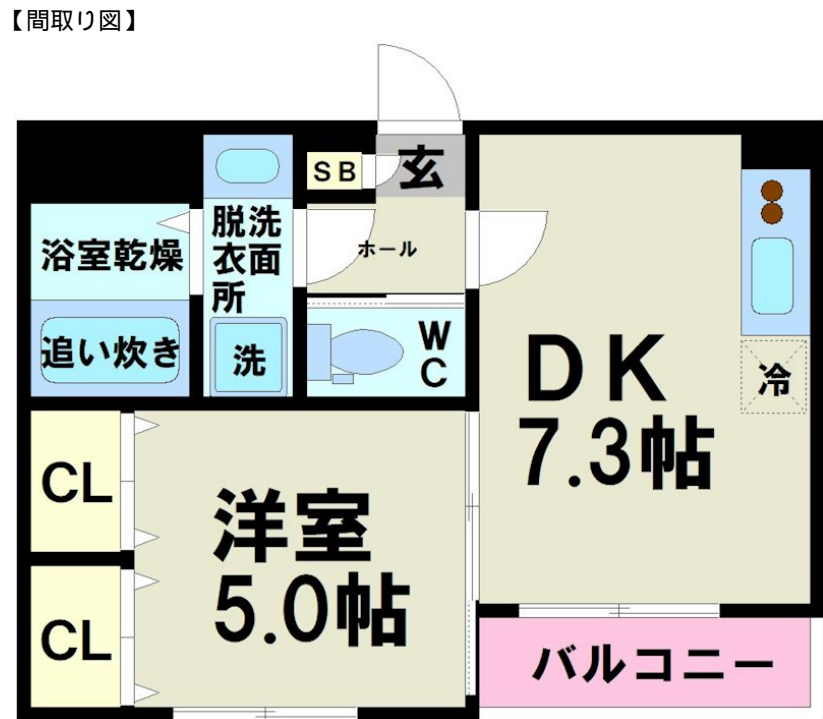 【間取り図】
SB
玄
ホール
浴室乾燥
脱衣所
洗面
追い炊き
洗
WC
DK
7.3帖
冷
CL
洋室
5.0帖
CL
バルコニー